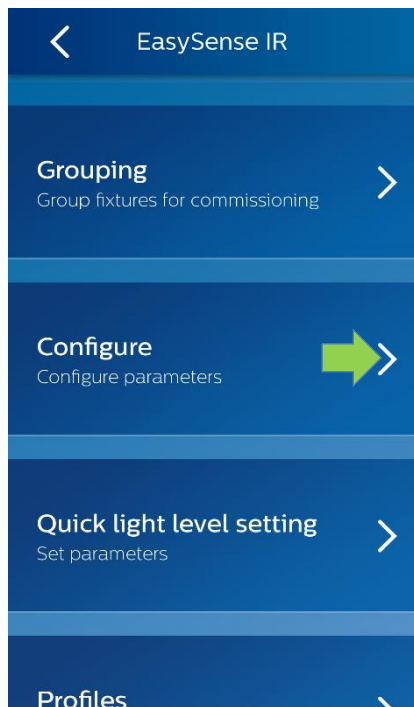 EasySense IR
Grouping
Group fixtures for commissioning
Configure
Configure parameters
Quick light level setting
Set parameters
Profiles